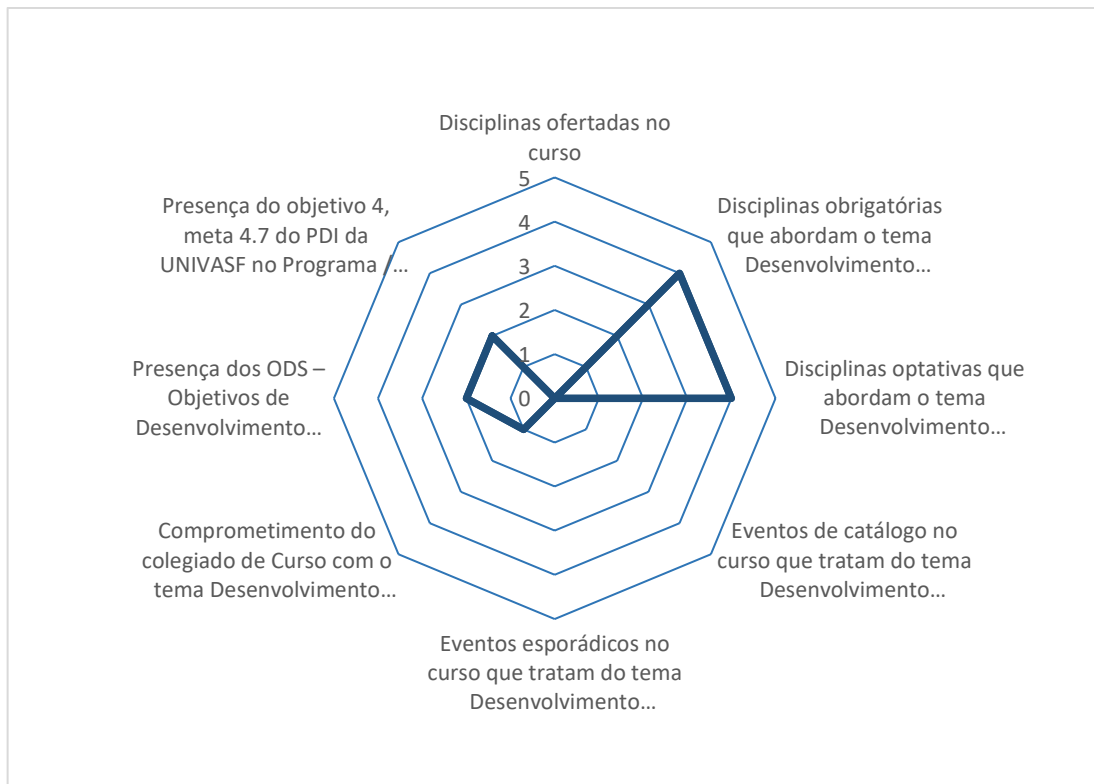 Disciplinas ofertadas no
curso
5
4
3
2
1
0
Disciplinas obrigatórias
que abordam o tema
Desenvolvimento...
Disciplinas optativas que
abordam o tema
Desenvolvimento...
Eventos de catálogo no
curso que tratam do tema
Desenvolvimento...
Eventos esporádicos no
curso que tratam do tema
Desenvolvimento...
Comprometimento do
colegiado de Curso com o
tema Desenvolvimento...
Presença dos ODS –
Objetivos de
Desenvolvimento...
Presença do objetivo 4,
meta 4.7 do PDI da
UNIVASF no Programa /...